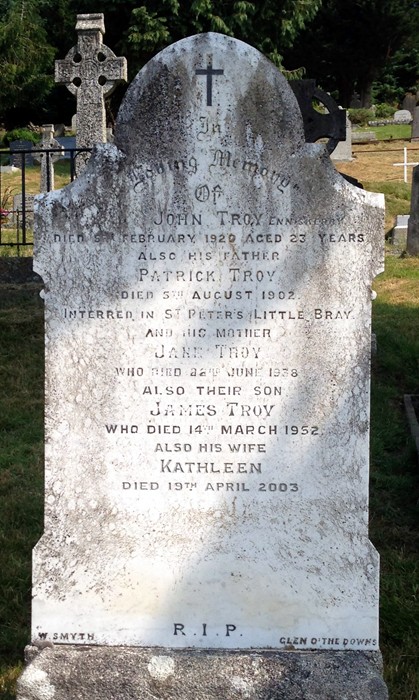 In
Loving Memory
Of
JOHN TROY ENNISKERRY
DIED 5TH FEBRUARY 1920 AGED 23 YEARS
ALSO HIS FATHER
PATRICK TROY
DIED 5TH AUGUST 1902.
INTERRED IN ST PETER'S LITTLE BRAY.
AND HIS MOTHER
JANE TROY
WHO DIED 22ND JUNE 1938
ALSO THEIR SON
JAMES TROY
WHO DIED 14TH MARCH 1952.
ALSO HIS WIFE
KATHLEEN
DIED 19TH APRIL 2003
R.I.P.
W. SMYTH
GLEN O'THE DOWNS